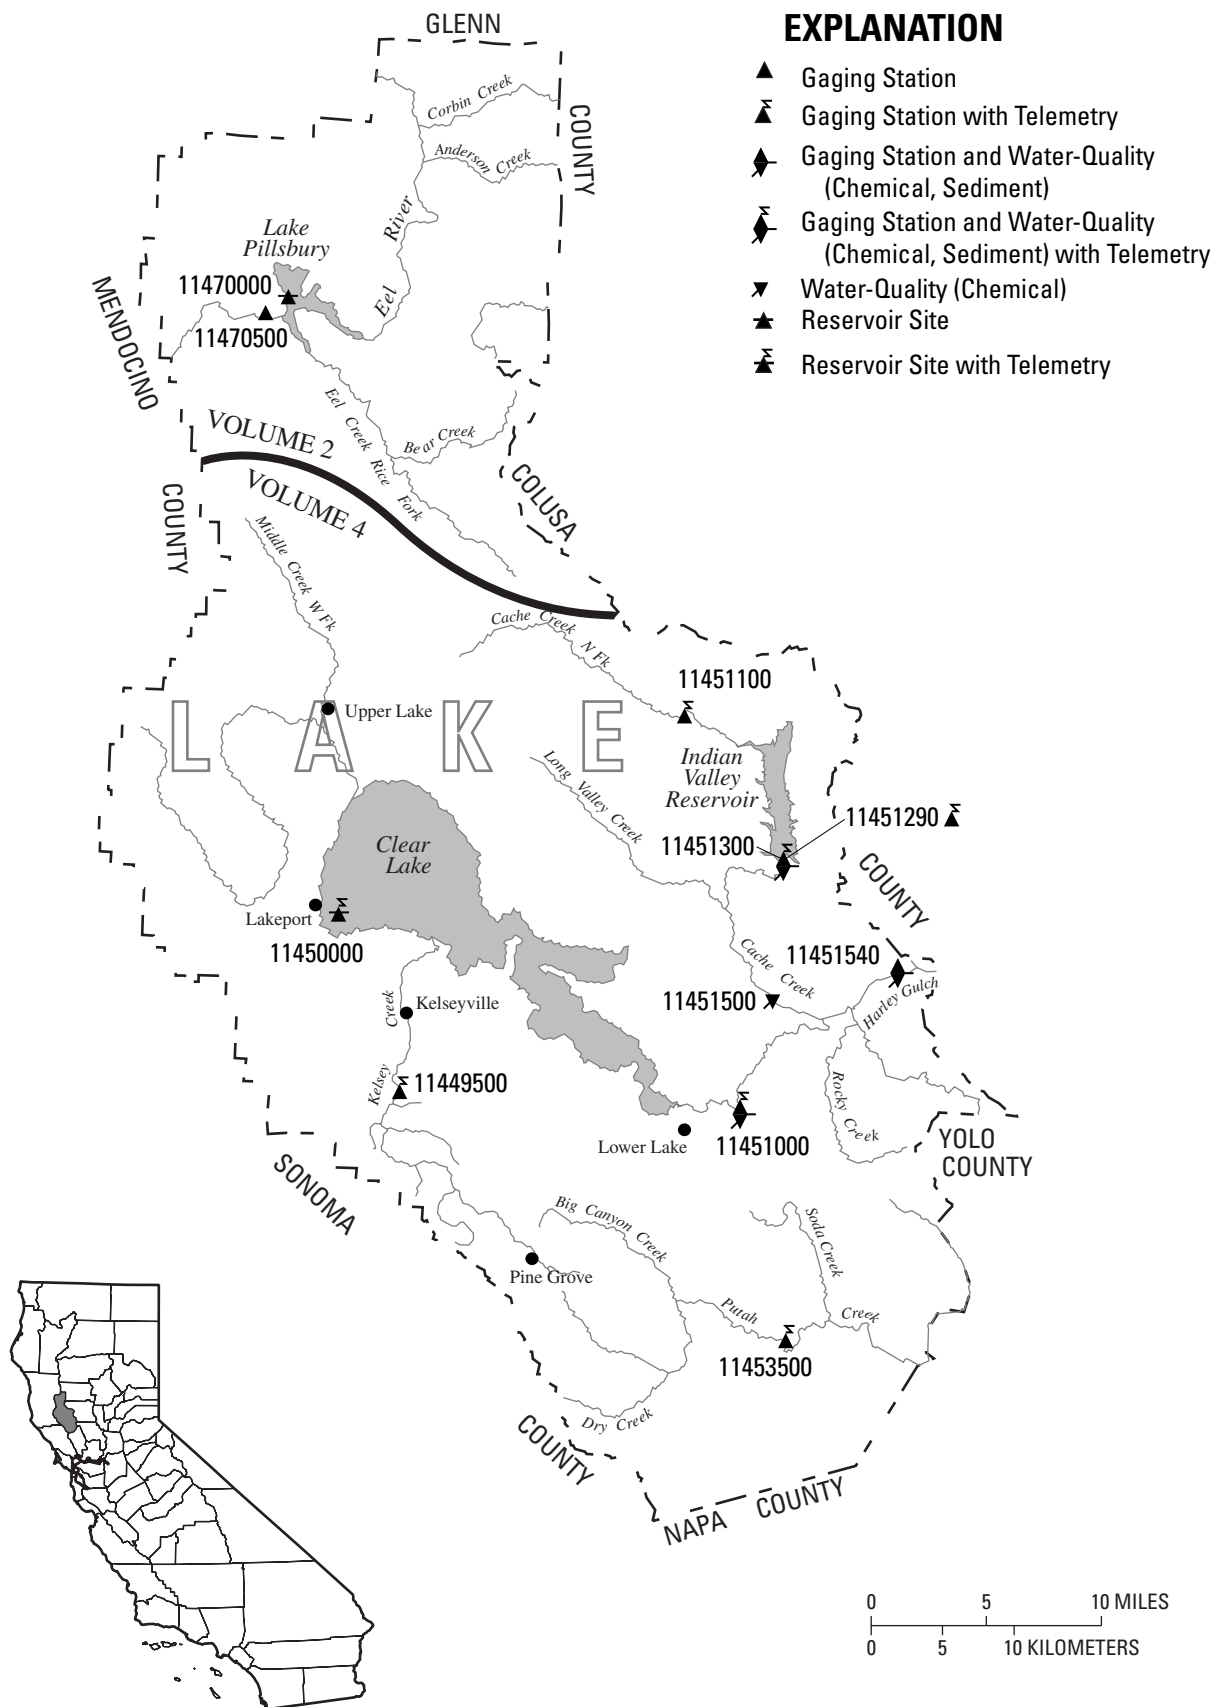 GLENN
COUNTY
EXPLANATION
Gaging Station
Gaging Station with Telemetry
Gaging Station and Water-Quality
(Chemical, Sediment)
Gaging Station and Water-Quality
(Chemical, Sediment) with Telemetry
Water-Quality (Chemical)
Reservoir Site
Reservoir Site with Telemetry
Corbin Creek
Anderson Creek
Eel River
Lake
Pillsbury
11470000
11470500
MENDOCINO
COUNTY
Eel Creek Rice Fork
Bear Creek
VOLUME 2
VOLUME 4
COLUSA
COUNTY
Middle Creek W Fk
Cache Creek N Fk
11451100
LAKE
Upper Lake
Long Valley Creek
Indian
Valley
Reservoir
11451290
11451300
Clear
Lake
Lakeport
11450000
Cache Creek
11451540
Harley Gulch
11451500
Kelseyville
Kelsey Creek
11449500
Rocky Creek
Lower Lake
11451000
YOLO
COUNTY
SONOMA
COUNTY
Big Canyon Creek
Soda Creek
Pine Grove
Putah Creek
11453500
Dry Creek
NAPA COUNTY
0 5 10 MILES
0 5 10 KILOMETERS